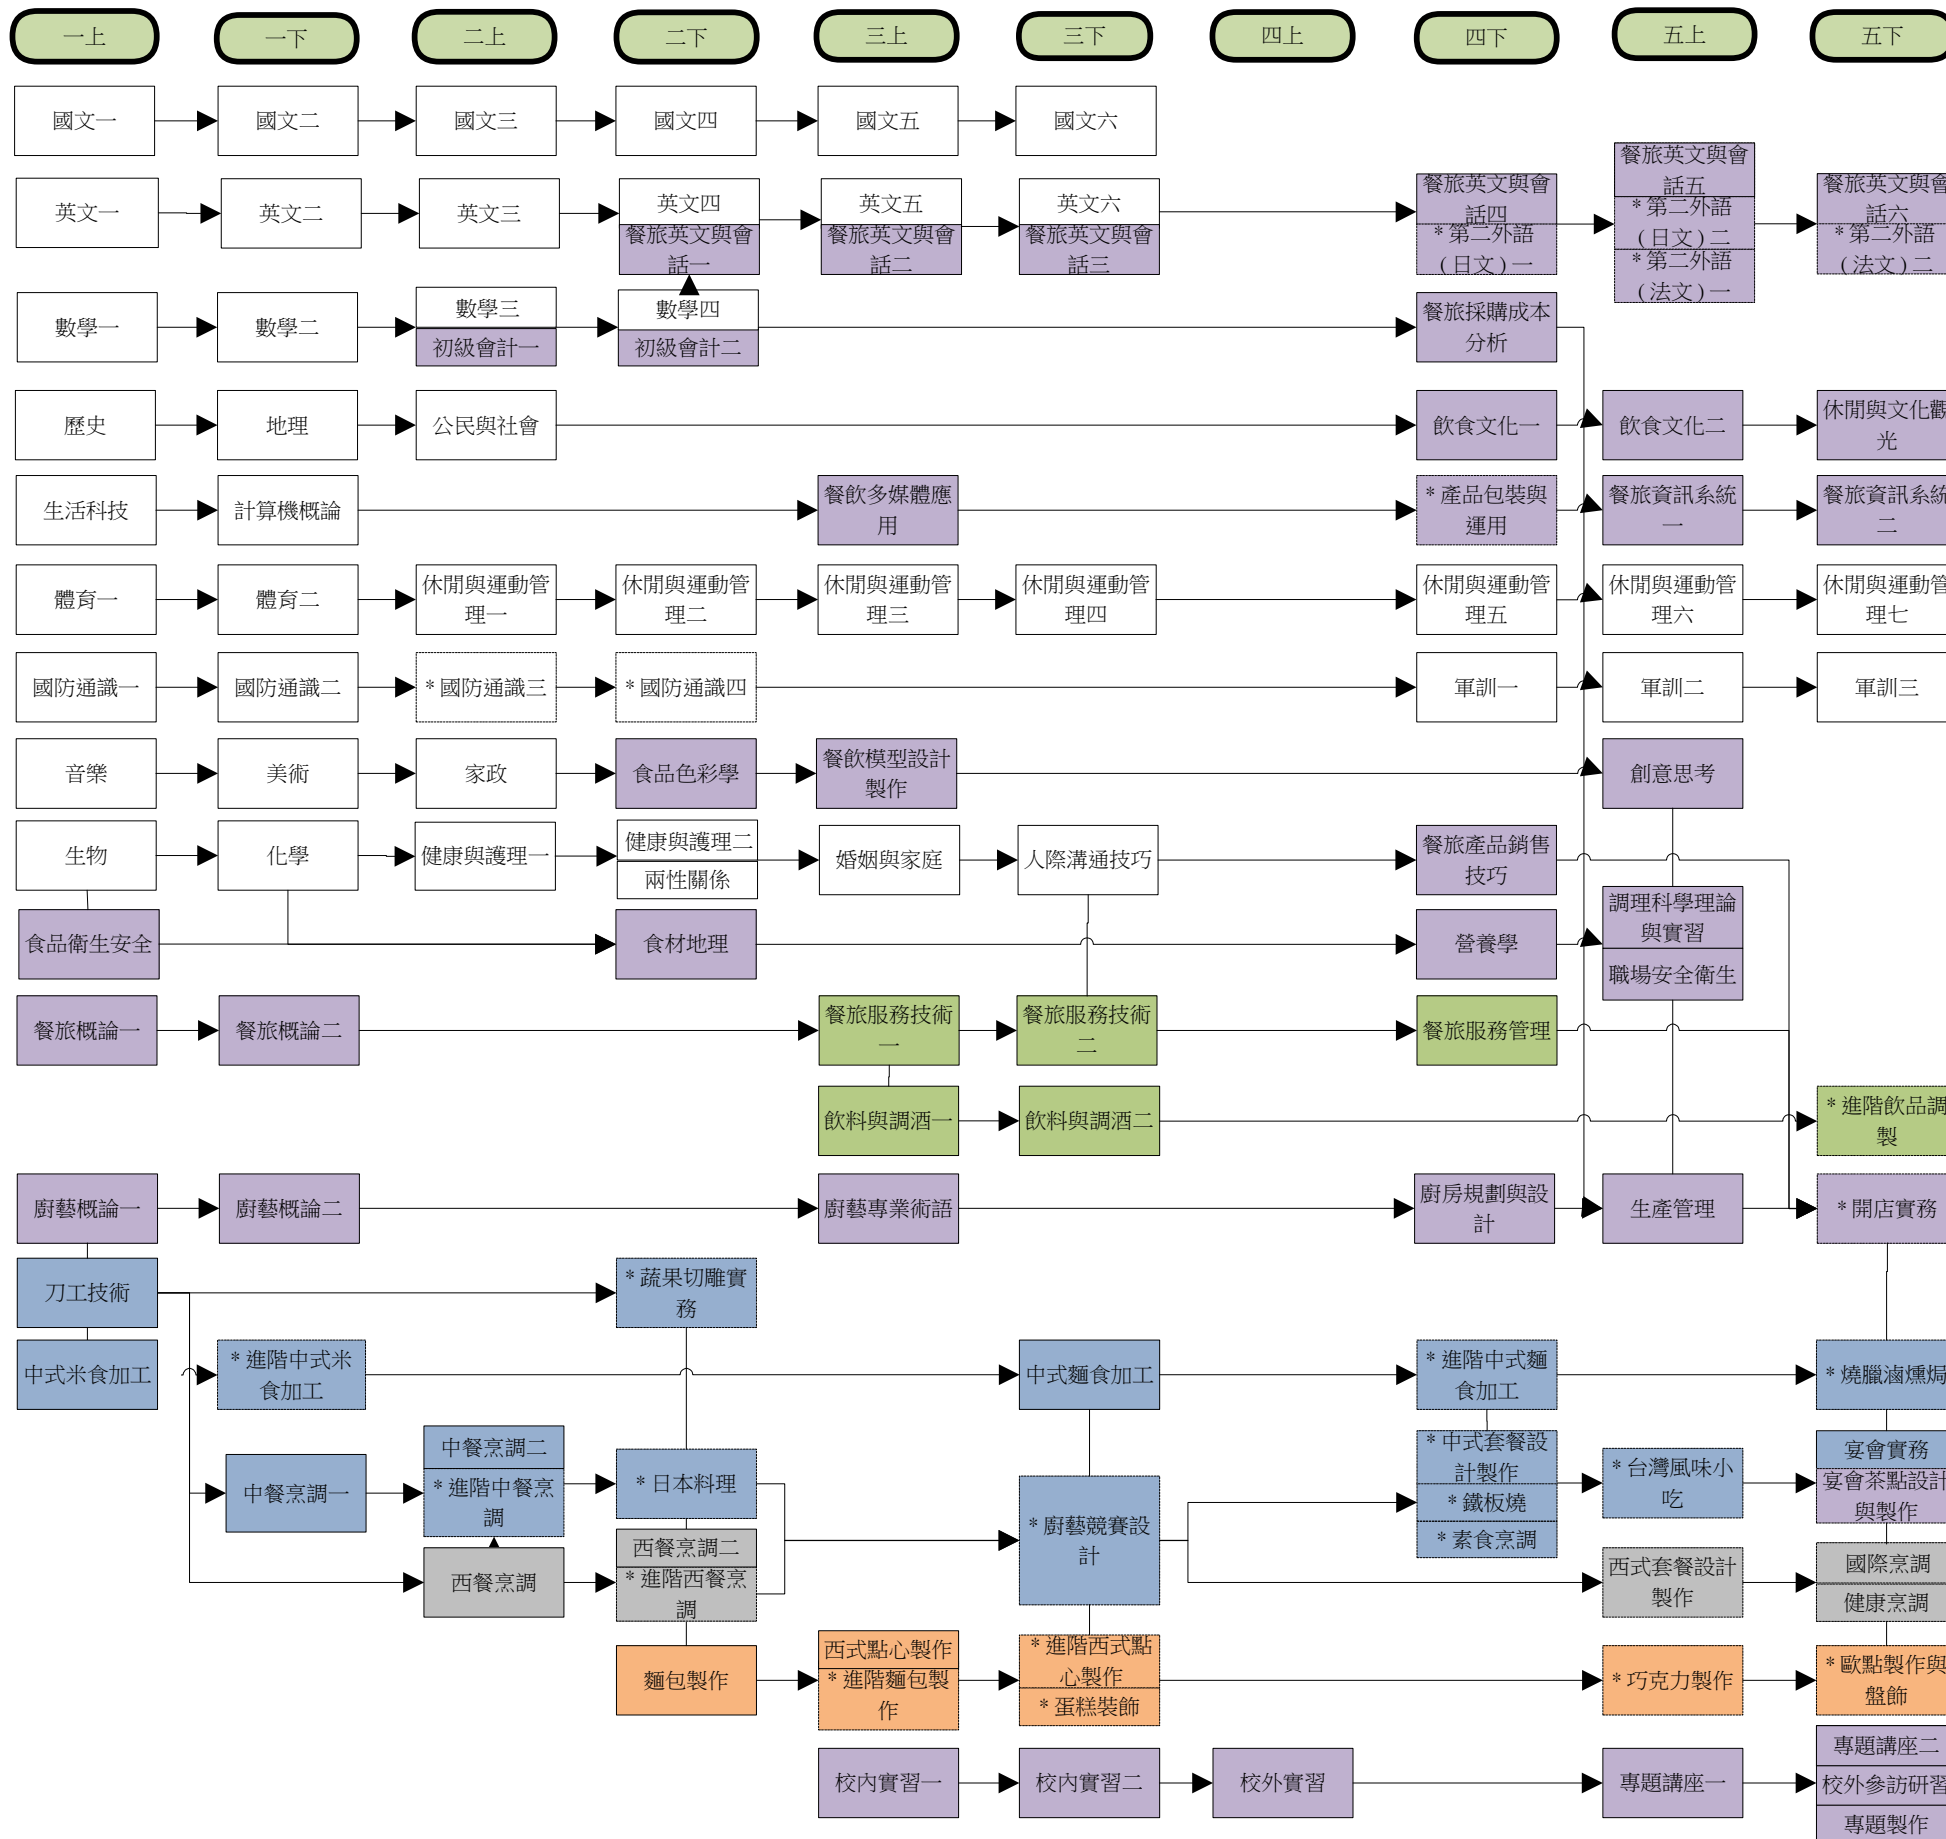 一上
一下
二上
二下
三上
三下
四上
四下
五上
五下
國文一
國文二
國文三
國文四
國文五
國文六
英文一
英文二
英文三
英文四
餐旅英文與會
話一
英文五
餐旅英文與會
話二
英文六
餐旅英文與會
話三
餐旅英文與會
話四
*第二外語
(日文)一
餐旅英文與會
話五
*第二外語
(日文)二
*第二外語
(法文)一
餐旅英文與會
話六
*第二外語
(法文)二
數學一
數學二
數學三
初級會計一
數學四
初級會計二
餐旅採購成本
分析
歷史
地理
公民與社會
飲食文化一
飲食文化二
休閒與文化觀
光
生活科技
計算機概論
餐飲多媒體應
用
*產品包裝與
運用
餐旅資訊系統
一
餐旅資訊系統
二
體育一
體育二
休閒與運動管
理一
休閒與運動管
理二
休閒與運動管
理三
休閒與運動管
理四
休閒與運動管
理五
休閒與運動管
理六
休閒與運動管
理七
國防通識一
國防通識二
*國防通識三
*國防通識四
軍訓一
軍訓二
軍訓三
音樂
美術
家政
食品色彩學
餐飲模型設計
製作
創意思考
生物
化學
健康與護理一
健康與護理二
兩性關係
婚姻與家庭
人際溝通技巧
餐旅產品銷售
技巧
食品衛生安全
食材地理
營養學
調理科學理論
與實習
職場安全衛生
餐旅概論一
餐旅概論二
餐旅服務技術
一
餐旅服務技術
二
餐旅服務管理
飲料與調酒一
飲料與調酒二
*進階飲品調
製
廚藝概論一
廚藝概論二
廚藝專業術語
廚房規劃與設
計
生產管理
*開店實務
刀工技術
*蔬果切雕實
務
中式米食加工
*進階中式米
食加工
中式麵食加工
*進階中式麵
食加工
*燒臘滷燻焗
中餐烹調一
中餐烹調二
*進階中餐烹
調
*日本料理
*廚藝競賽設
計
*中式套餐設
計製作
*鐵板燒
*素食烹調
*台灣風味小
吃
宴會實務
宴會茶點設計
與製作
西餐烹調
西餐烹調二
*進階西餐烹
調
西式套餐設計
製作
國際烹調
健康烹調
麵包製作
西式點心製作
*進階麵包製
作
*進階西式點
心製作
*蛋糕裝飾
*巧克力製作
*歐點製作與
盤飾
校內實習一
校內實習二
校外實習
專題講座一
專題講座二
校外參訪研習
專題製作